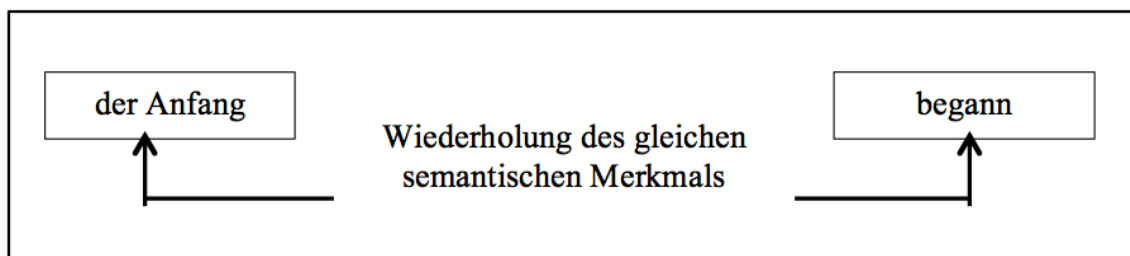 der Anfang
begann
Wiederholung des gleichen
semantischen Merkmals